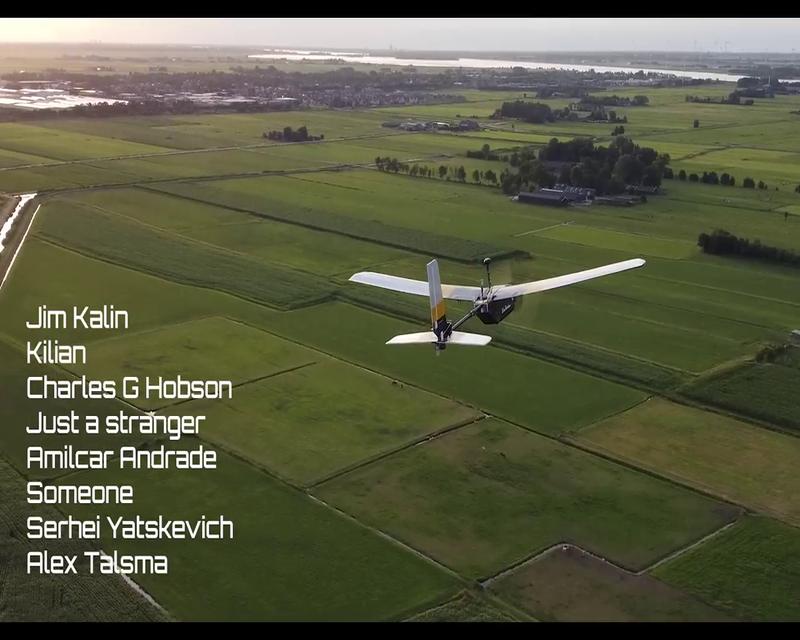 Jim Kalin
Kilian
Charles G Hobson
Just a stranger
Amilcar Andrade
Someone
Serhei Yatskevich
Alex Talsma